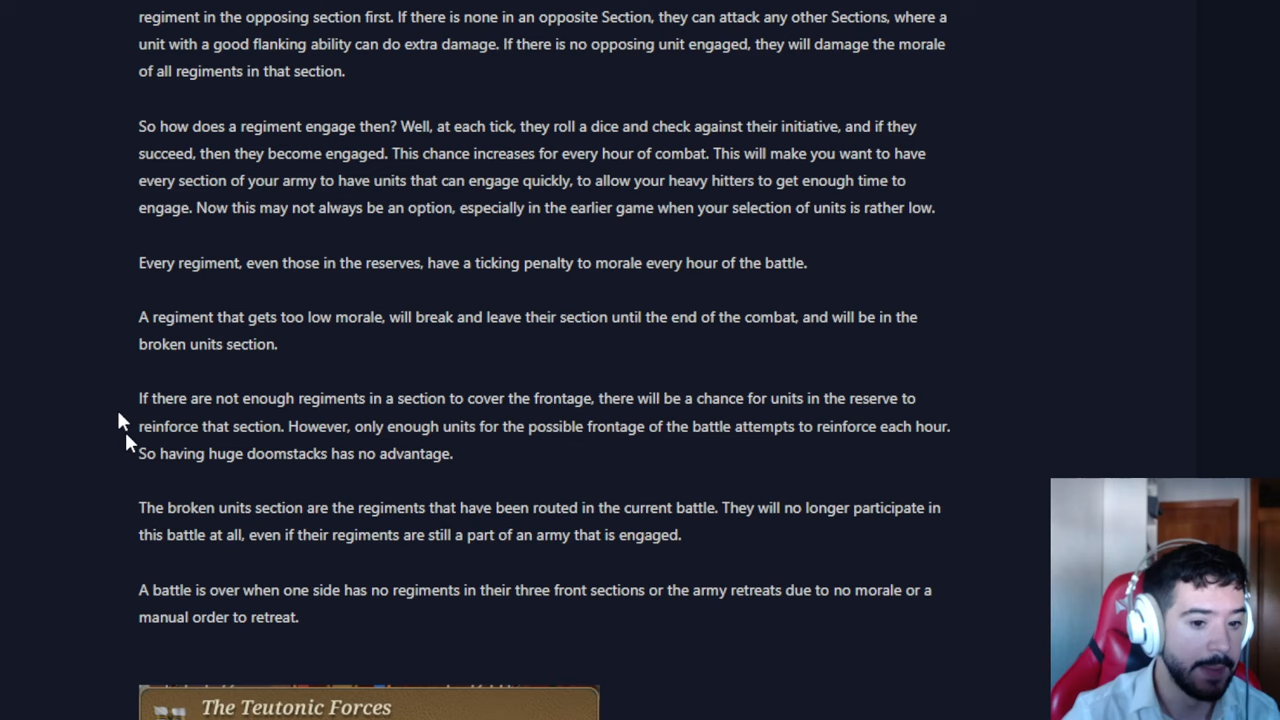 regiment in the opposing section first. If there is none in an opposite Section, they can attack any other Sections, where a
unit with a good flanking ability can do extra damage. If there is no opposing unit engaged, they will damage the morale
of all regiments in that section.
So how does a regiment engage then? Well, at each tick, they roll a dice and check against their initiative, and if they
succeed, then they become engaged. This chance increases for every hour of combat. This will make you want to have
every section of your army to have units that can engage quickly, to allow your heavy hitters to get enough time to
engage. Now this may not always be an option, especially in the earlier game when your selection of units is rather low.
Every regiment, even those in the reserves, have a ticking penalty to morale every hour of the battle.
A regiment that gets too low morale, will break and leave their section until the end of the combat, and will be in the
broken units section.
If there are not enough regiments in a section to cover the frontage, there will be a chance for units in the reserve to
reinforce that section. However, only enough units for the possible frontage of the battle attempts to reinforce each hour.
So having huge doomstacks has no advantage.
The broken units section are the regiments that have been routed in the current battle. They will no longer participate in
this battle at all, even if their regiments are still a part of an army that is engaged.
A battle is over when one side has no regiments in their three front sections or the army retreats due to no morale or a
manual order to retreat.
The Teutonic Forces